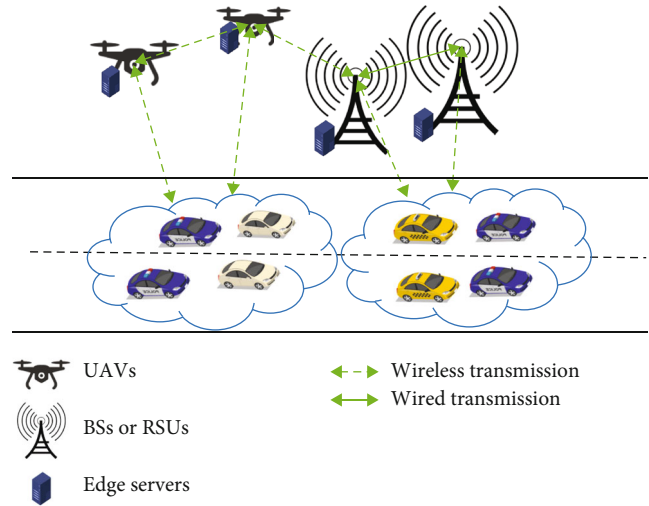 UAVs
Wireless transmission
Wired transmission
BSs or RSUs
Edge servers